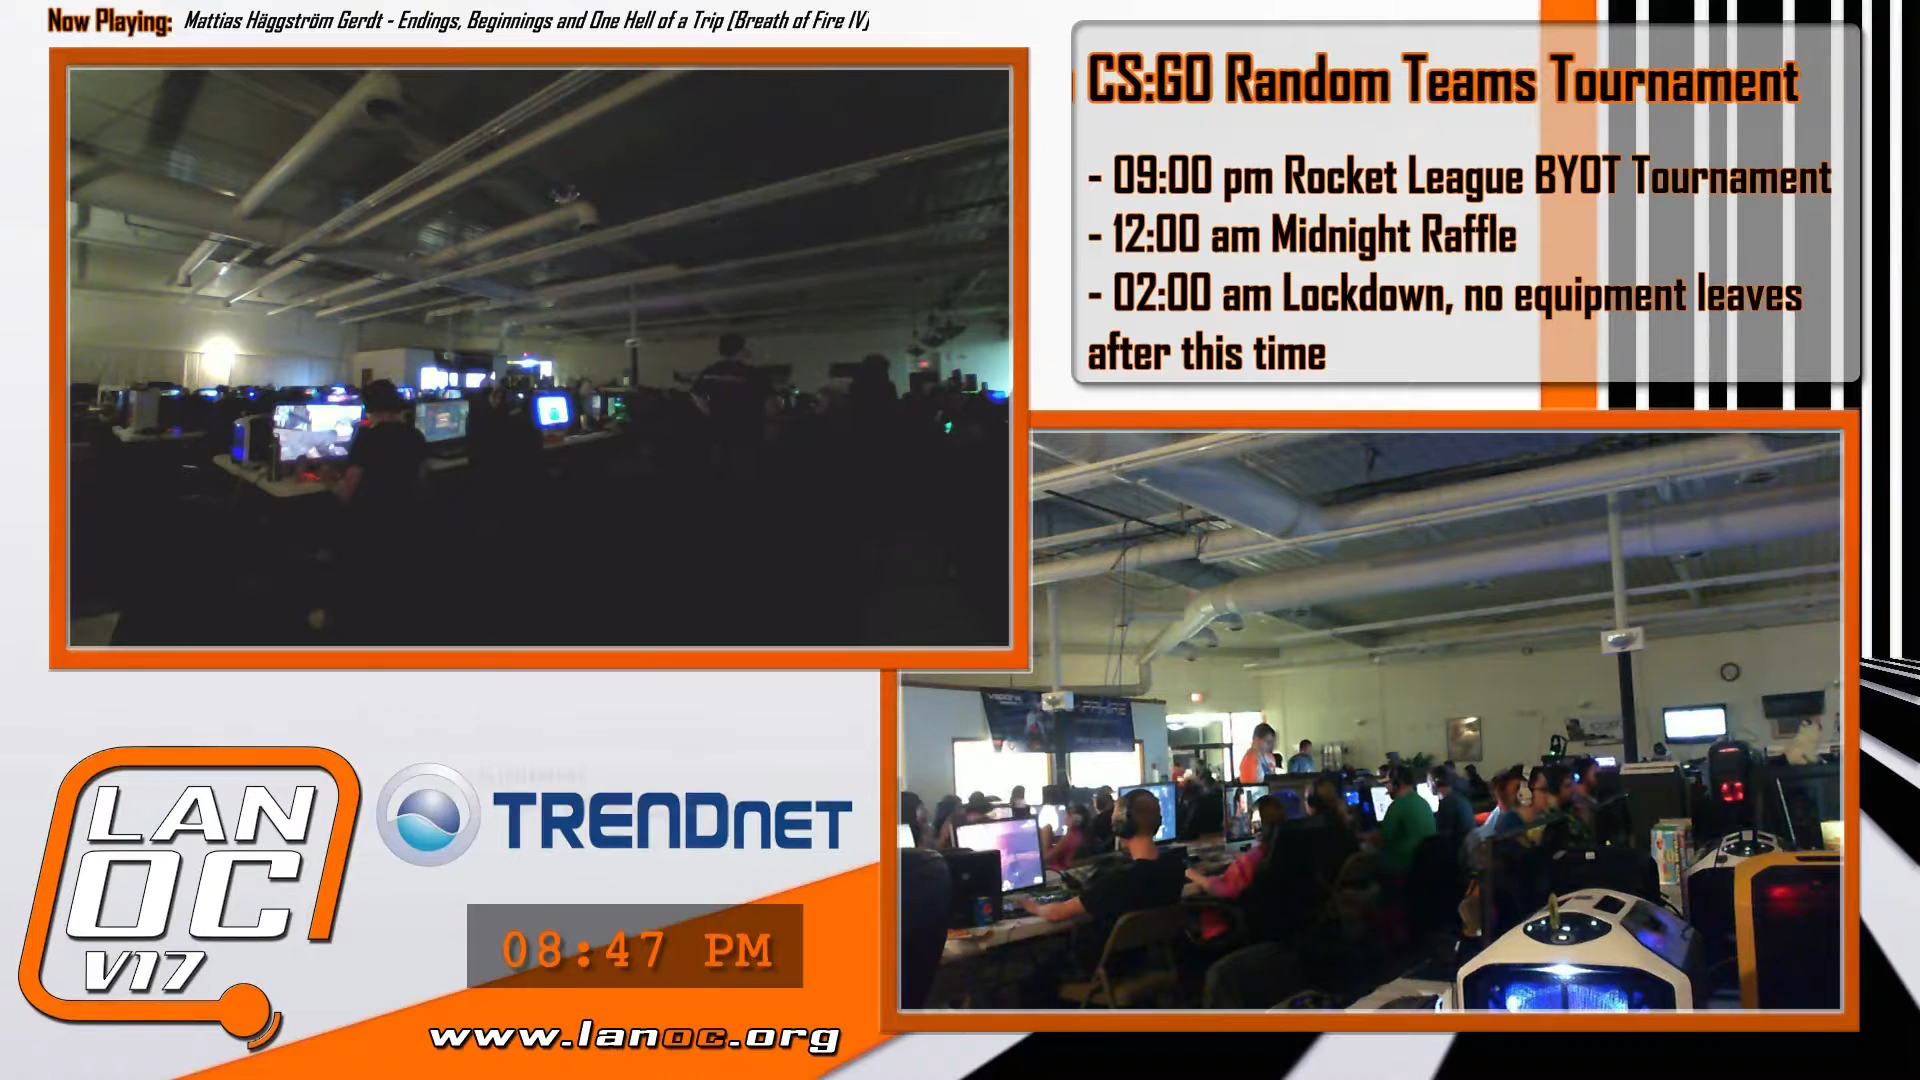 Now Playing: Mattias Häggström Gerdt - Endings, Beginnings and One Hell of a Trip [Breath of Fire IV]
CS:GO Random Teams Tournament
- 09:00 pm Rocket League BYOT Tournament
- 12:00 am Midnight Raffle
- 02:00 am Lockdown, no equipment leaves
after this time
LAN
OC
V17
TRENDNET
08:47 PM
www.lanoc.org